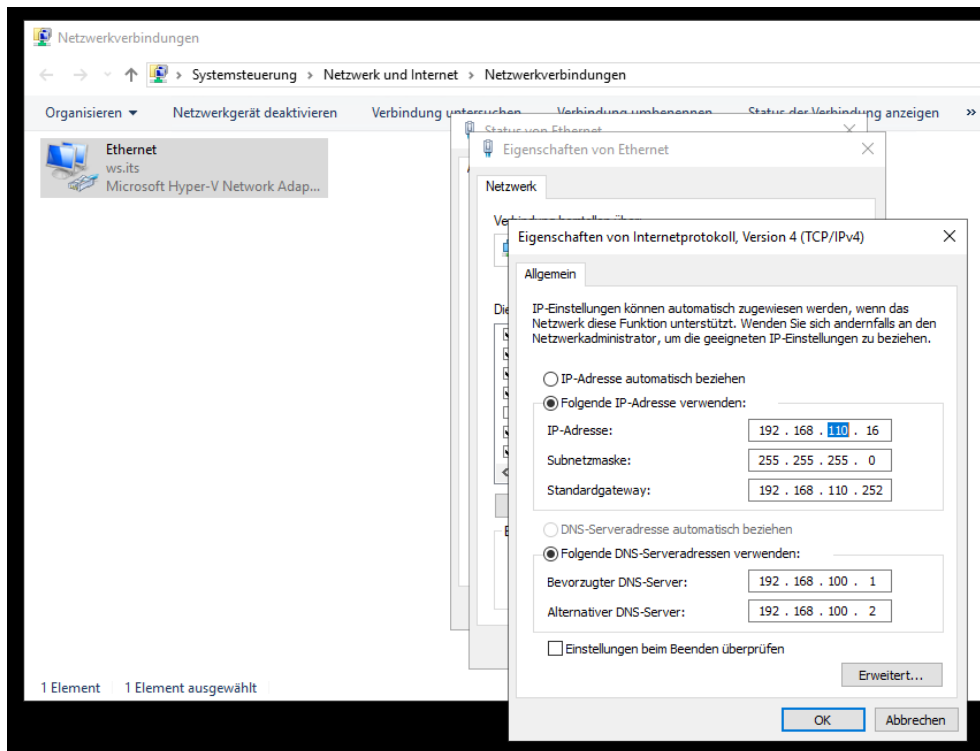 Netzwerkverbindungen
Systemsteuerung › Netzwerk und Internet › Netzwerkverbindungen
Organisieren Netzwerkgerät deaktivieren Verbindung untersuchen Verbindung umbenennen Status der Verbindung anzeigen »
Ethernet
ws.its
Microsoft Hyper-V Network Adap...
Status von Ethernet
Eigenschaften von Ethernet
Netzwerk
Eigenschaften von Internetprotokoll, Version 4 (TCP/IPv4)
Allgemein
IP-Einstellungen können automatisch zugewiesen werden, wenn das
Netzwerk diese Funktion unterstützt. Wenden Sie sich andernfalls an den
Netzwerkadministrator, um die geeigneten IP-Einstellungen zu beziehen.
IP-Adresse automatisch beziehen
Folgende IP-Adresse verwenden:
IP-Adresse: 192 . 168 . 110 . 16
Subnetzmaske: 255 . 255 . 255 . 0
Standardgateway: 192 . 168 . 110 . 252
DNS-Serveradresse automatisch beziehen
Folgende DNS-Serveradressen verwenden:
Bevorzugter DNS-Server: 192 . 168 . 100 . 1
Alternativer DNS-Server: 192 . 168 . 100 . 2
Einstellungen beim Beenden überprüfen
Erweitert...
OK Abbrechen
1 Element 1 Element ausgewählt